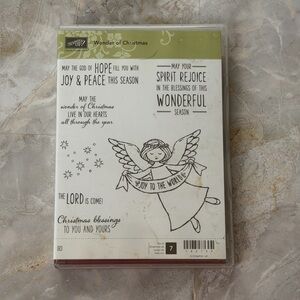 Wonder of Christmas
MAY THE GOD OF HOPE FILL YOU WITH
JOY & PEACE THIS SEASON
MAY YOUR
SPIRIT REJOICE
IN THE BLESSINGS OF THIS
WONDERFUL
SEASON
MAY THE
wonder of Christmas
LIVE IN OUR HEARTS
all through the year
JOY TO THE WORLD
THE LORD IS COME!
Christmas blessings
TO YOU AND YOURS
7